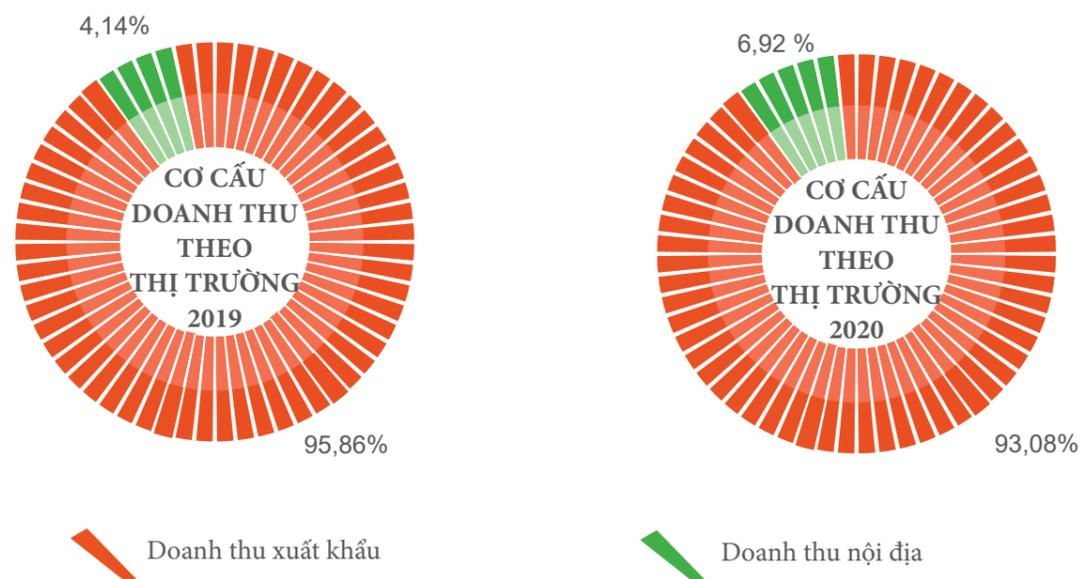 4,14%
CƠ CẤU
DOANH THU
THEO
THỊ TRƯỜNG
2019
95,86%
6,92 %
CƠ CẤU
DOANH THU
THEO
THỊ TRƯỜNG
2020
93,08%
Doanh thu xuất khẩu
Doanh thu nội địa